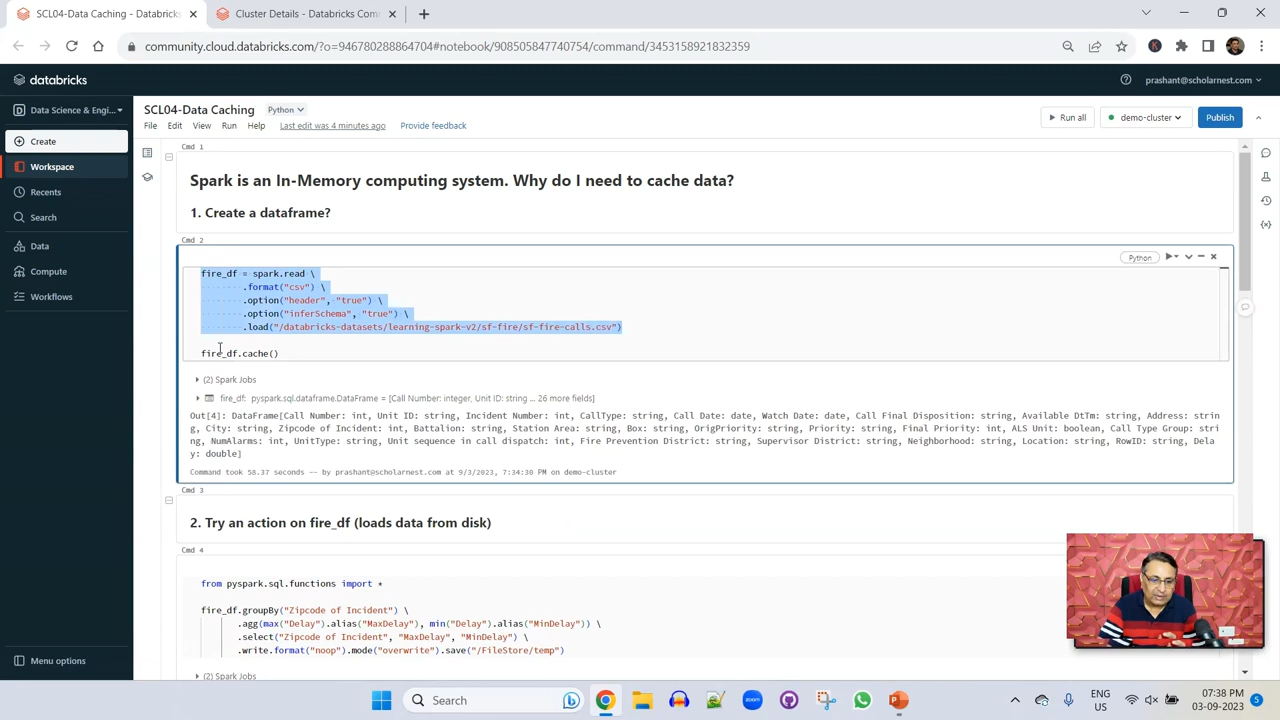 SCL04-Data Caching - Databricks
Cluster Details - Databricks Com
community.cloud.databricks.com/?o=946780288864704#notebook/908505847740754/command/3453158921832359
K
databricks
prashant@scholarnest.com
D Data Science & Engi...
SCL04-Data Caching Python
File Edit View Run Help Last edit was 4 minutes ago Provide feedback
Run all
demo-cluster
Publish
Create
Workspace
Recents
Search
Data
Compute
Workflows
Menu options
Cmd 1
Spark is an In-Memory computing system. Why do I need to cache data?
1. Create a dataframe?
Cmd 2
Python
fire_df = spark.read \
.format("csv") \
.option("header", "true") \
.option("inferSchema", "true") \
.load("/databricks-datasets/learning-spark-v2/sf-fire/sf-fire-calls.csv")
fire_df.cache()
(2) Spark Jobs
fire_df: pyspark.sql.dataframe.DataFrame = [Call Number: integer, Unit ID: string ... 26 more fields]
Out[4]: DataFrame[Call Number: int, Unit ID: string, Incident Number: int, CallType: string, Call Date: date, Watch Date: date, Call Final Disposition: string, Available DtTm: string, Address: strin
g, City: string, Zipcode of Incident: int, Battalion: string, Station Area: string, Box: string, OrigPriority: string, Priority: string, Final Priority: int, ALS Unit: boolean, Call Type Group: stri
ng, NumAlarms: int, UnitType: string, Unit sequence in call dispatch: int, Fire Prevention District: string, Supervisor District: string, Neighborhood: string, Location: string, RowID: string, Dela
y: double]
Command took 58.37 seconds -- by prashant@scholarnest.com at 9/3/2023, 7:34:30 PM on demo-cluster
Cmd 3
2. Try an action on fire_df (loads data from disk)
Cmd 4
from pyspark.sql.functions import *
fire_df.groupBy("Zipcode of Incident") \
.agg(max("Delay").alias("MaxDelay"), min("Delay").alias("MinDelay")) \
.select("Zipcode of Incident", "MaxDelay", "MinDelay") \
.write.format("noop").mode("overwrite").save("/FileStore/temp")
(2) Spark Jobs
Search
zoom
ENG
US
07:38 PM
03-09-2023
5